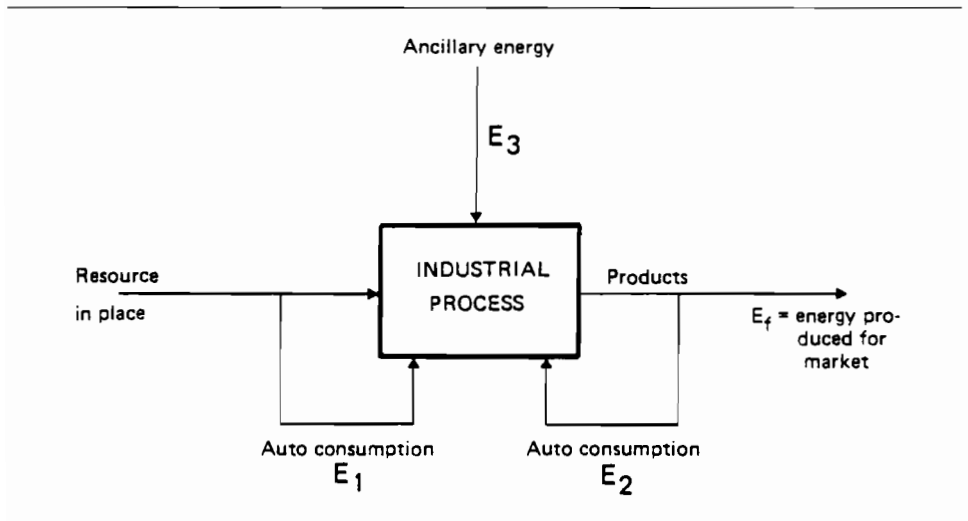 Ancillary energy
E3
INDUSTRIAL
PROCESS
Resource
in place
Products
Ef = energy pro-
duced for
market
Auto consumption
E1
Auto consumption
E2